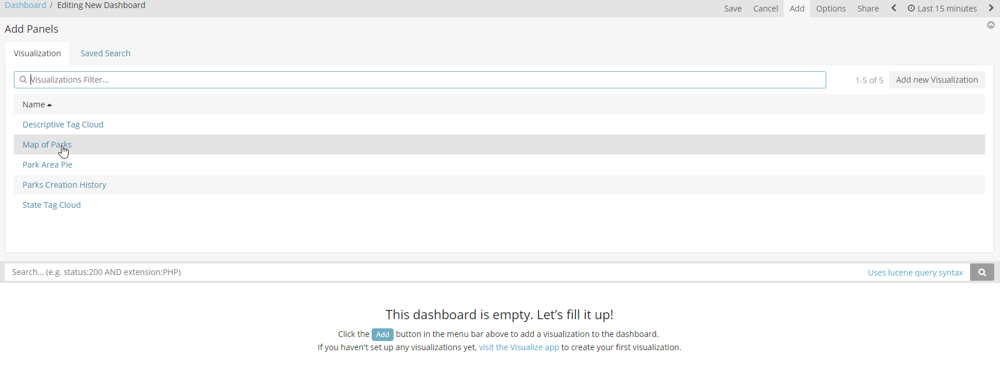 Dashboard / Editing New Dashboard
Save Cancel Add Options Share Last 15 minutes
Add Panels
Visualization Saved Search
Visualizations Filter...
1-5 of 5 Add new Visualization
Name
Descriptive Tag Cloud
Map of Parks
Park Area Pie
Parks Creation History
State Tag Cloud
Search... (e.g. status:200 AND extension:PHP) Uses lucene query syntax
This dashboard is empty. Let’s fill it up!
Click the Add button in the menu bar above to add a visualization to the dashboard.
If you haven't set up any visualizations yet, visit the Visualize app to create your first visualization.